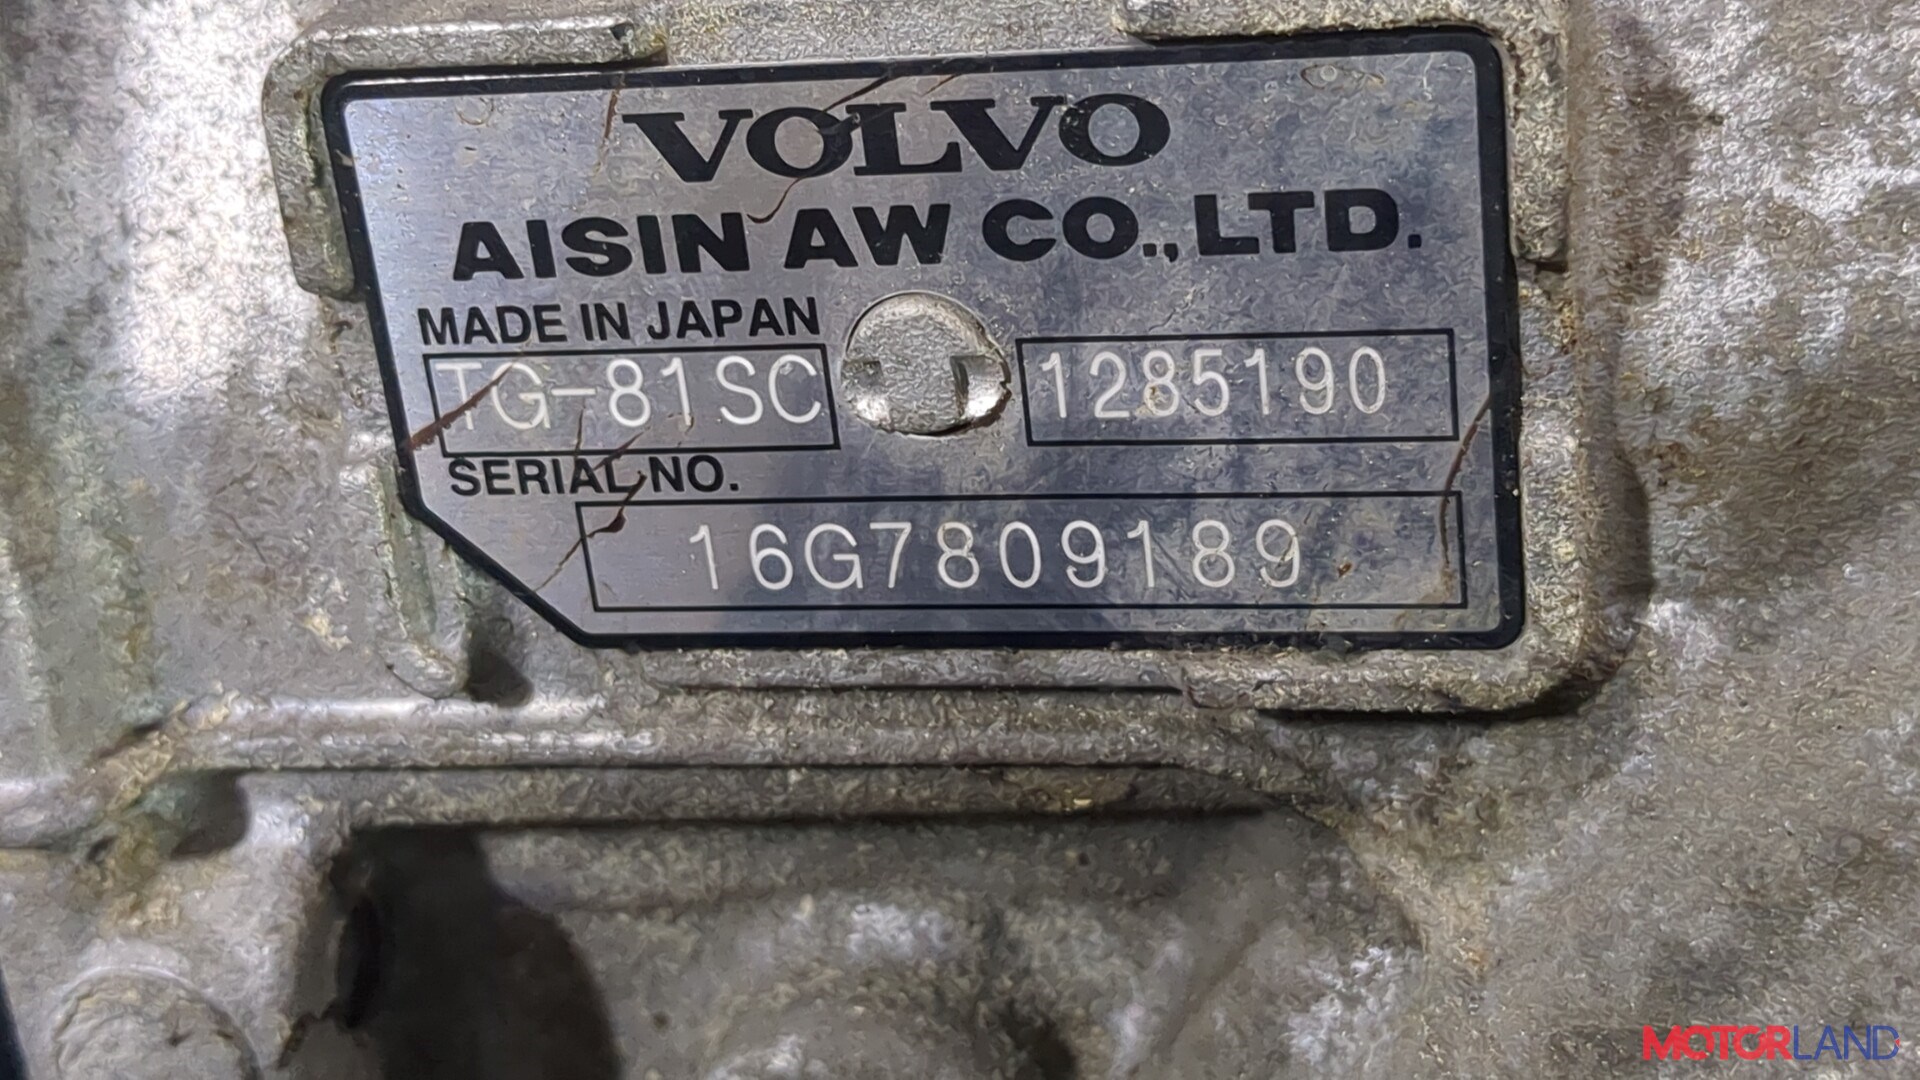 VOLVO
AISIN AW CO.,LTD.
MADE IN JAPAN
TG-81SC 1285190
SERIAL NO.
16G7809189
MOTORLAND